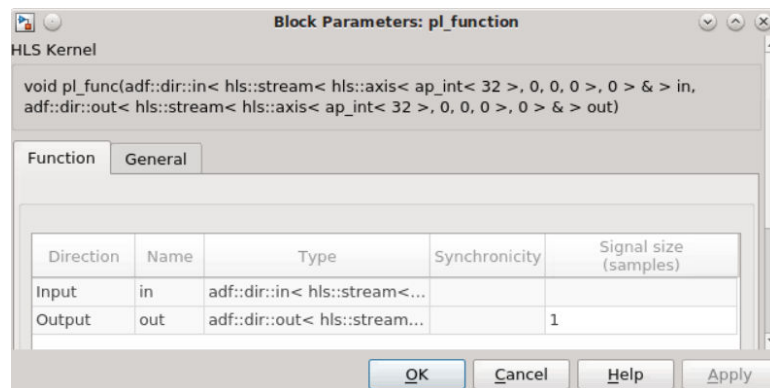 Block Parameters: pl_function
HLS Kernel
void pl_func(adf::dir::in< hls::stream< hls::axis< ap_int< 32 >, 0, 0, 0 >, 0 > & > in,
adf::dir::out< hls::stream< hls::axis< ap_int< 32 >, 0, 0, 0 >, 0 > & > out)
Function General
Direction Name Type Synchronicity Signal size
(samples)
Input in adf::dir::in< hls::stream<...
Output out adf::dir::out< hls::stream... 1
OK Cancel Help Apply